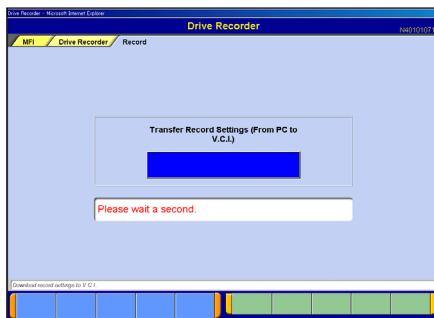 Drive Recorder - Microsoft Internet Explorer
Drive Recorder
N40101071
MFI Drive Recorder Record
Transfer Record Settings (From PC to
V.C.I.)
Please wait a second.
Download record settings to V.C.I.